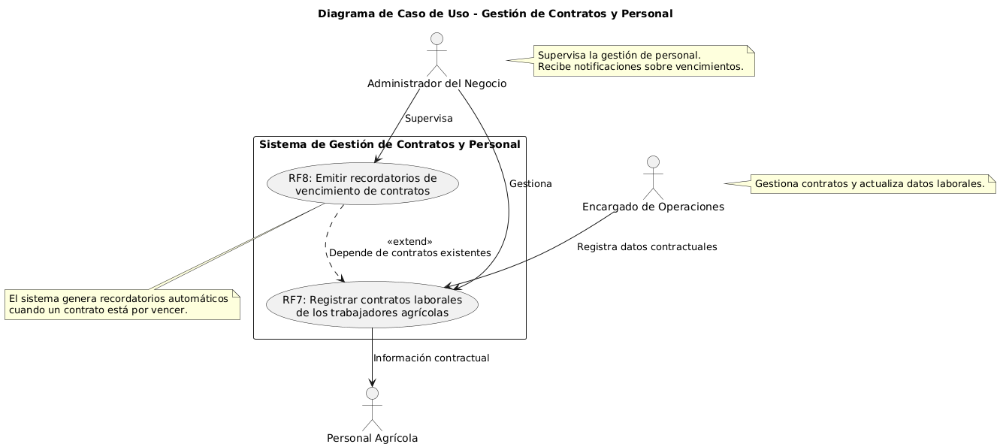 Diagrama de Caso de Uso - Gestión de Contratos y Personal
Supervisa la gestión de personal.
Recibe notificaciones sobre vencimientos.
Administrador del Negocio
Supervisa
Sistema de Gestión de Contratos y Personal
RF8: Emitir recordatorios de
vencimiento de contratos
Gestiona
Gestiona contratos y actualiza datos laborales.
Encargado de Operaciones
«extend»
Depende de contratos existentes
Registra datos contractuales
El sistema genera recordatorios automáticos
cuando un contrato está por vencer.
RF7: Registrar contratos laborales
de los trabajadores agrícolas
Información contractual
Personal Agrícola